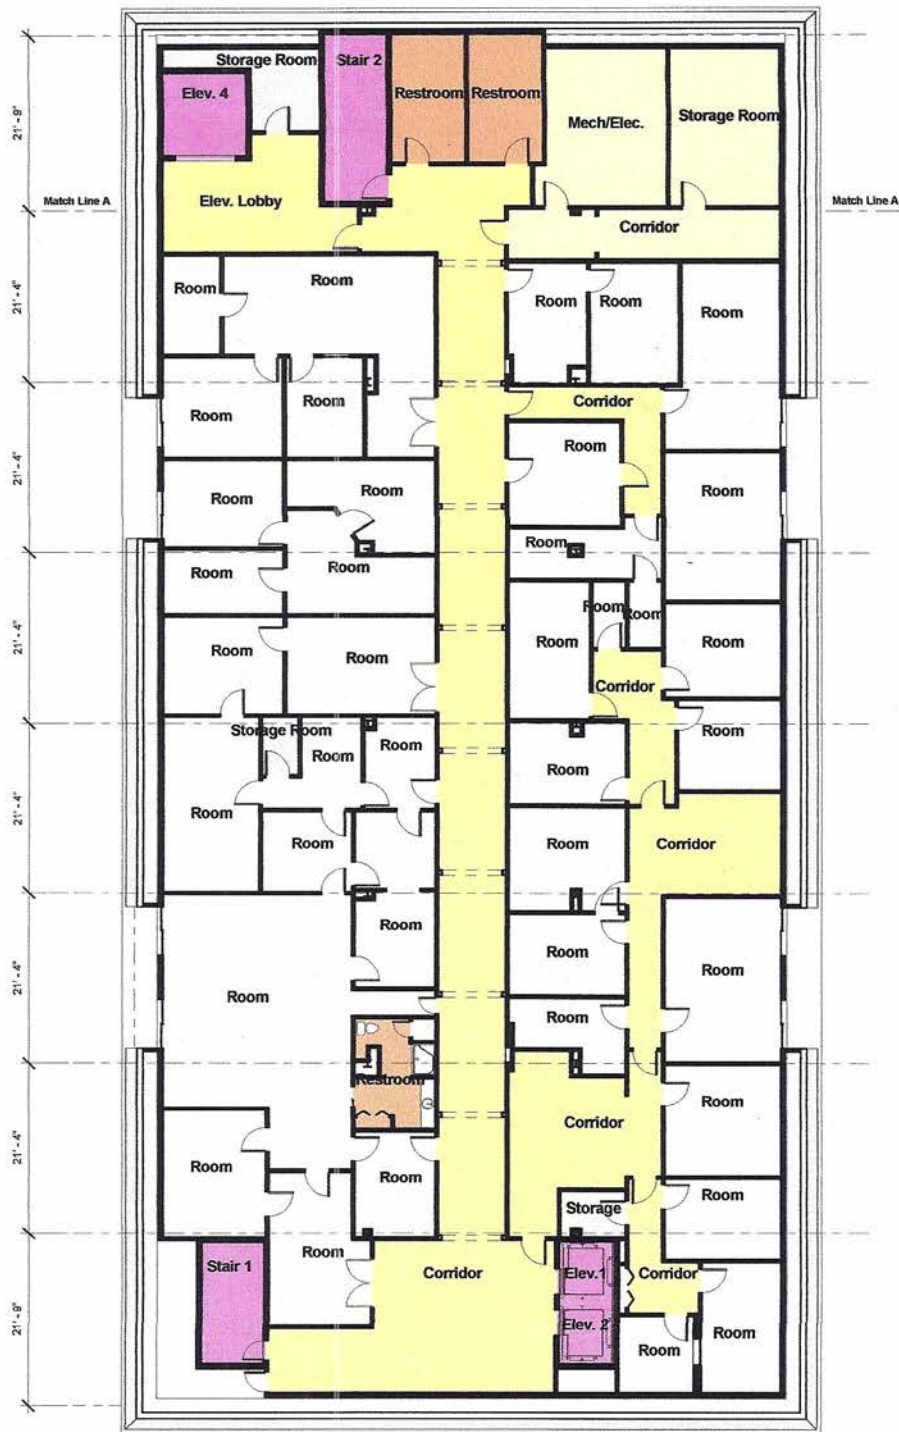 Storage Room
Stair 2
Elev. 4
Restroom
Restroom
Mech/Elec.
Storage Room
21' - 9"
Match Line A
Elev. Lobby
Corridor
Match Line A
Room
Room
Room
Room
Room
21' - 4"
Room
Room
Corridor
Room
21' - 4"
Room
Room
Room
Room
Room
Room
Room
Room
Room
21' - 4"
Room
Room
Room
Room
Corridor
Storage Room
Room
Room
Room
Room
21' - 4"
Room
Room
Room
Corridor
Room
Room
Room
21' - 4"
Room
Room
Restroom
Room
Corridor
21' - 4"
Room
Room
Room
Storage
Room
Stair 1
Corridor
Elev.1
Corridor
21' - 9"
Elev. 2
Room
Room